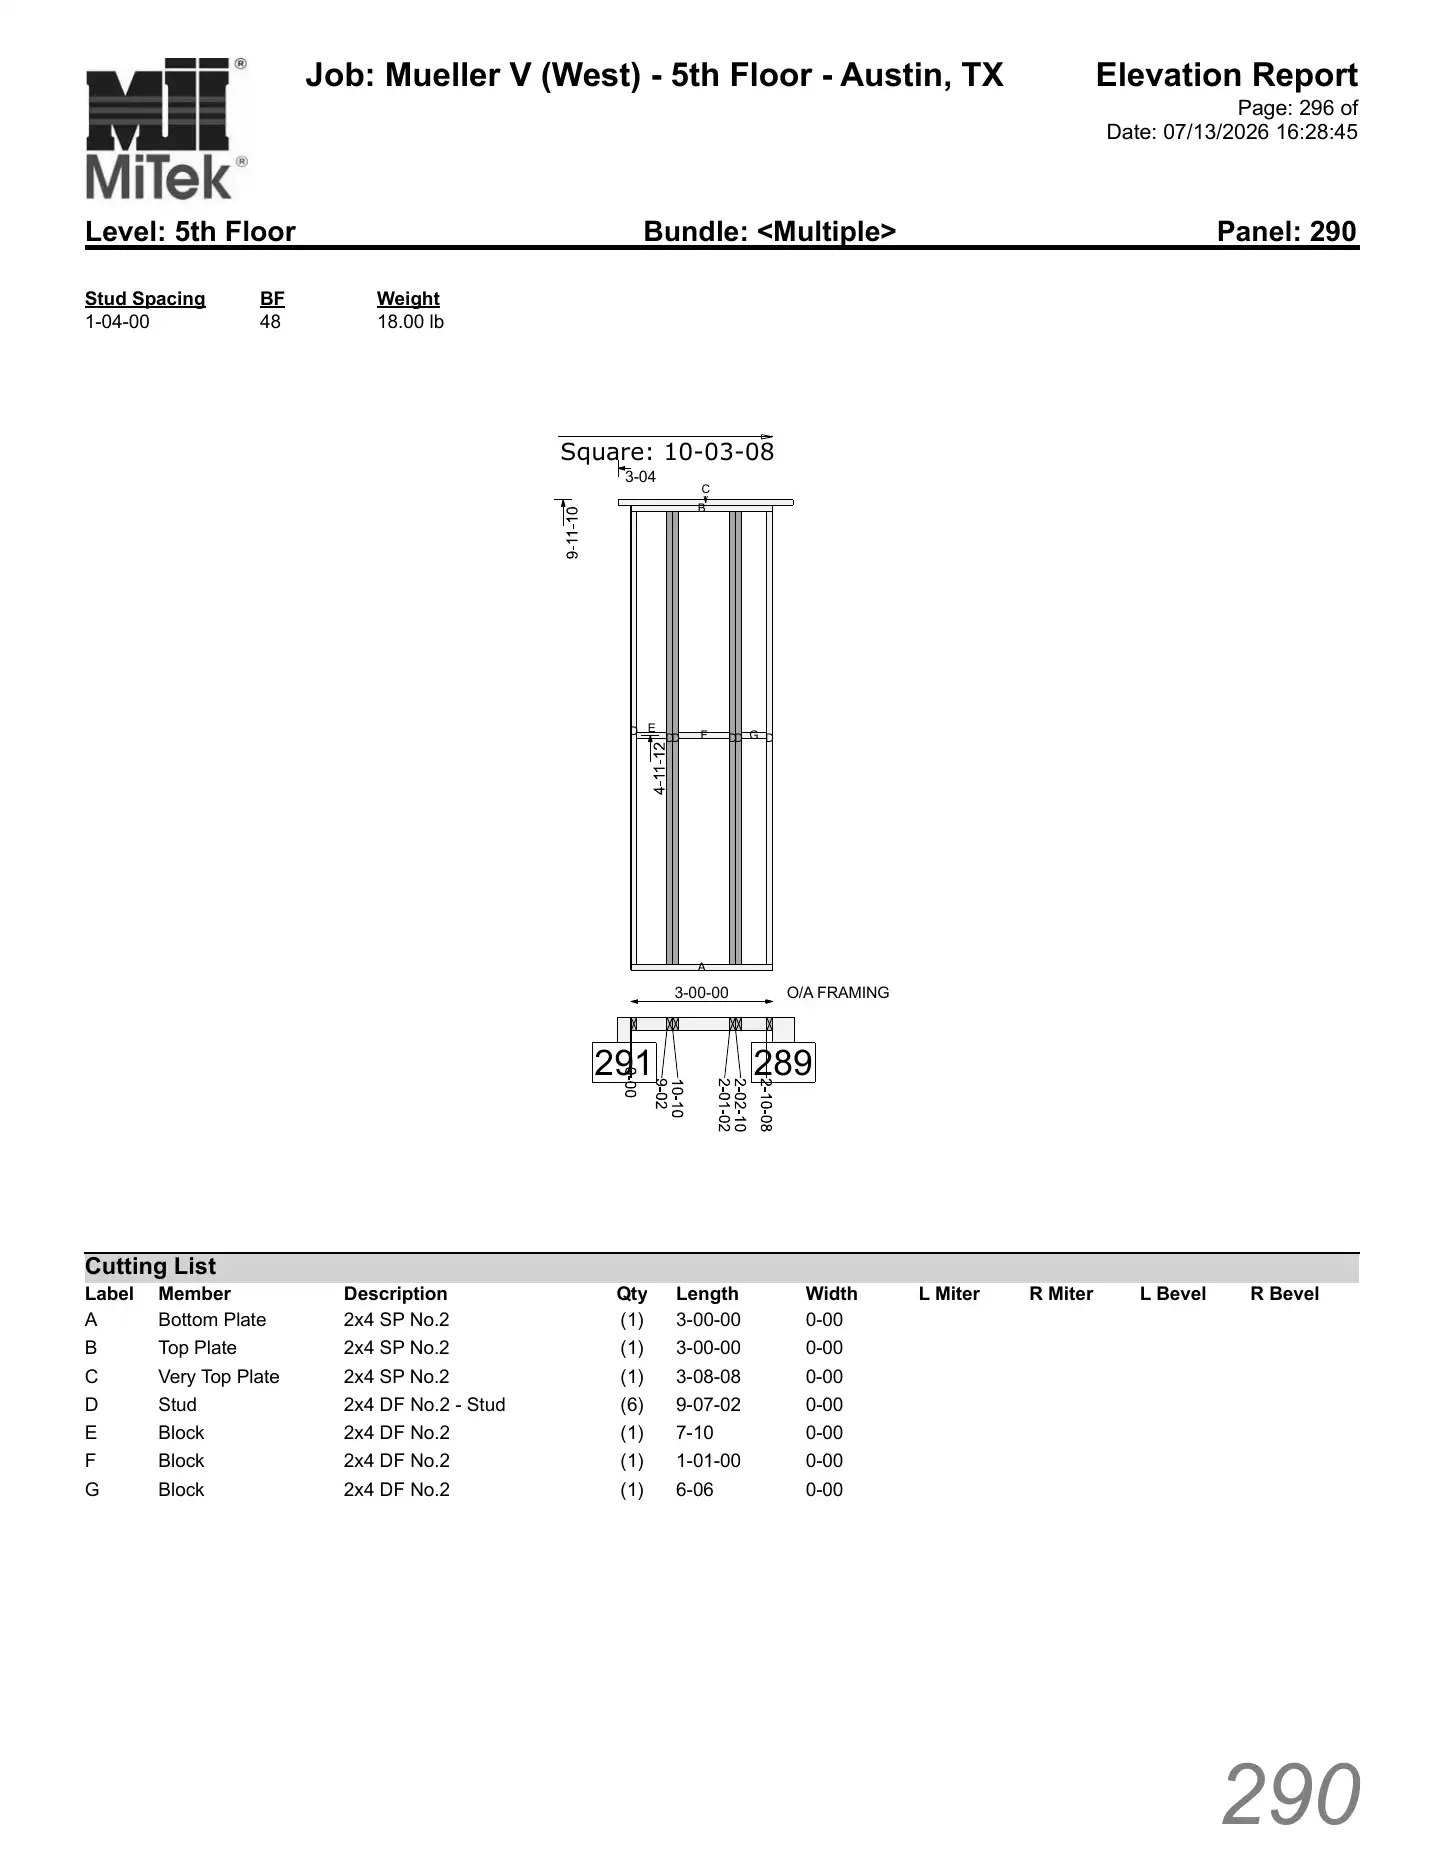 Job: Mueller V (West) - 5th Floor - Austin, TX
Elevation Report
Page: 296 of
Date: 07/13/2026 16:28:45
MiTek®
Level: 5th Floor Bundle: <Multiple> Panel: 290
Stud Spacing BF Weight
1-04-00 48 18.00 lb
Square: 10-03-08
3-04
C
B
9-11-10
D E F G
D D D D D
4-11-12
A
3-00-00 O/A FRAMING
291 289
0-00 9-02 10-10 2-01-02 2-02-10 2-10-08
Cutting List
Label Member Description Qty Length Width L Miter R Miter L Bevel R Bevel
A Bottom Plate 2x4 SP No.2 (1) 3-00-00 0-00
B Top Plate 2x4 SP No.2 (1) 3-00-00 0-00
C Very Top Plate 2x4 SP No.2 (1) 3-08-08 0-00
D Stud 2x4 DF No.2 - Stud (6) 9-07-02 0-00
E Block 2x4 DF No.2 (1) 7-10 0-00
F Block 2x4 DF No.2 (1) 1-01-00 0-00
G Block 2x4 DF No.2 (1) 6-06 0-00
290